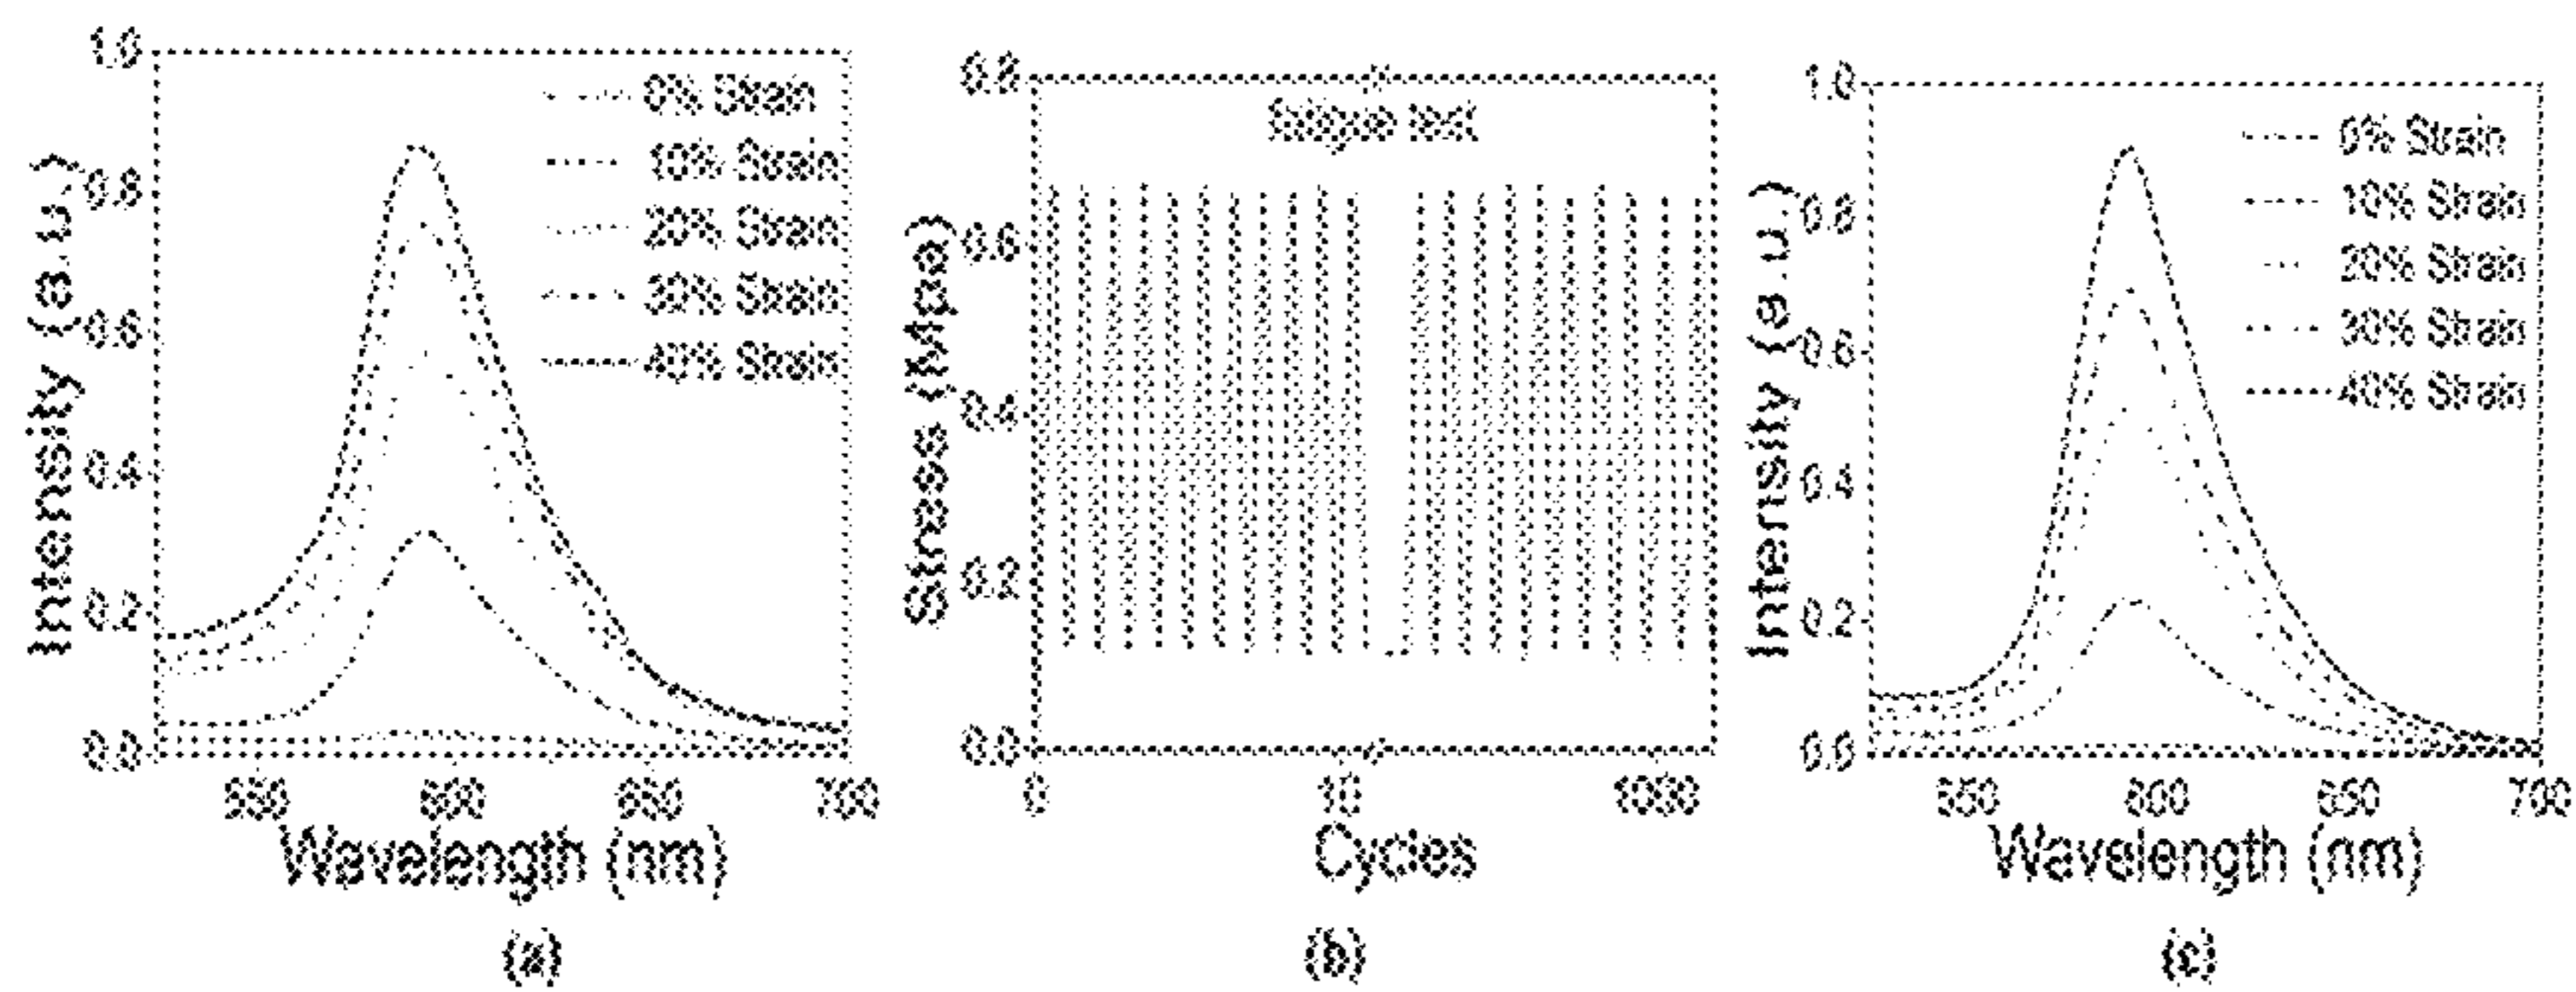 Intensity (a.u.)
1.0
0.8
0.6
0.4
0.2
0.0
0% Strain
10% Strain
20% Strain
30% Strain
40% Strain
550 600 650 700
Wavelength (nm)
(a)
Stress (Mpa)
0.8
0.6
0.4
0.2
0.0
fatigue test
0 10
Cycles
(b)
Intensity (a.u.)
1.0
0.8
0.6
0.4
0.2
0.0
0% Strain
10% Strain
20% Strain
30% Strain
40% Strain
550 600 650 700
Wavelength (nm)
(c)